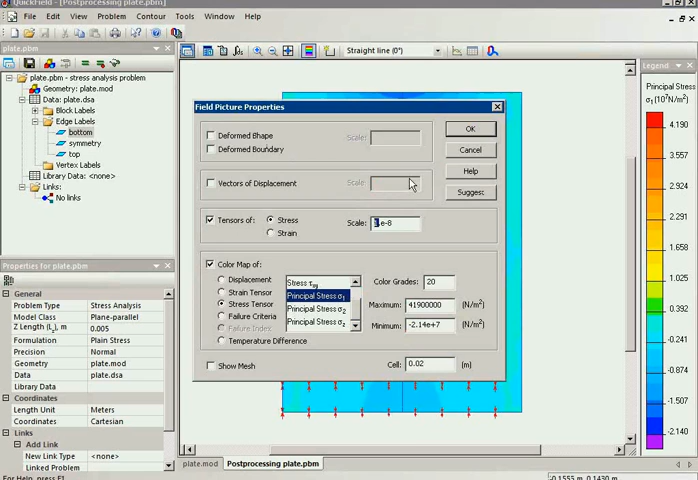 QuickField - [Postprocessing plate.pbm]
File Edit View Problem Contour Tools Window Help
Straight line (0°)
plate.pbm
plate.pbm - stress analysis problem
Geometry: plate.mod
Data: plate.dsa
Block Labels
Edge Labels
bottom
symmetry
top
Vertex Labels
Library Data: <none>
Links:
No links
Properties for plate.pbm
General
Problem Type Stress Analysis
Model Class Plane-parallel
Z Length (Lz), m 0.005
Formulation Plain Stress
Precision Normal
Geometry plate.mod
Data plate.dsa
Library Data
Coordinates
Length Unit Meters
Coordinates Cartesian
Links
Add Link
New Link Type <none>
Linked Problem
For Help, press F1
Field Picture Properties
Deformed Shape
Scale:
OK
Deformed Boundary
Cancel
Help
Vectors of Displacement
Scale
Suggest
Tensors of:
Stress
Scale:
e-8
Strain
Color Map of:
Displacement
Strain Tensor
Stress Tensor
Failure Criteria
Failure Index
Temperature Difference
Stress τxy
Principal Stress σ1
Principal Stress σ2
Principal Stress σz
Color Grades: 20
Maximum: 41900000 (N/m²)
Minimum: -2.14e+7 (N/m²)
Show Mesh
Cell: 0.02 (m)
plate.mod
Postprocessing plate.pbm
-0.1555 m, 0.1430 m
Legend
Principal Stress
σ1(10⁷N/m²)
4.190
3.557
2.924
2.291
1.658
1.025
0.392
-0.241
-0.874
-1.507
-2.140